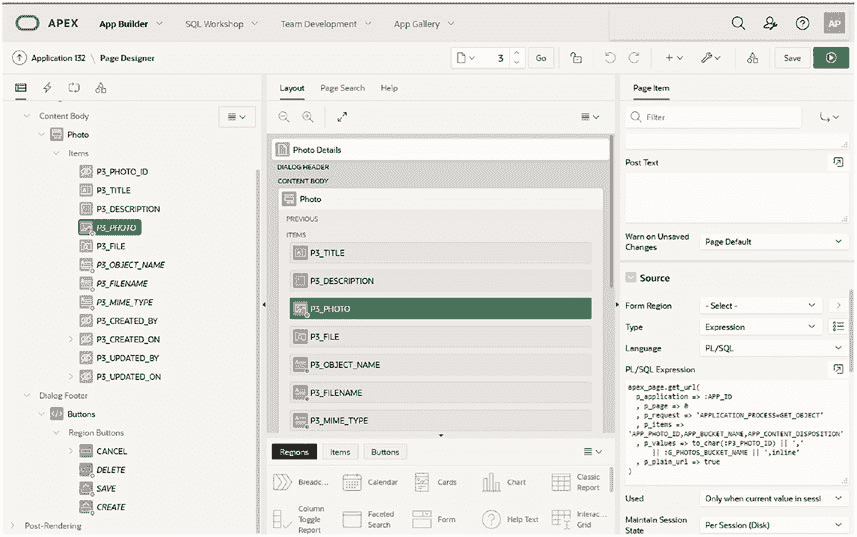 APEX App Builder SQL Workshop Team Development App Gallery AP
Application 132 \ Page Designer 3 Go Save
Content Body
Photo
Items
P3_PHOTO_ID
P3_TITLE
P3_DESCRIPTION
P3_PHOTO
P3_FILE
P3_OBJECT_NAME
P3_FILENAME
P3_MIME_TYPE
P3_CREATED_BY
P3_CREATED_ON
P3_UPDATED_BY
P3_UPDATED_ON
Dialog Footer
Buttons
Region Buttons
CANCEL
DELETE
SAVE
CREATE
Post-Rendering
Layout Page Search Help
Photo Details
DIALOG HEADER
CONTENT BODY
Photo
PREVIOUS
ITEMS
P3_TITLE
P3_DESCRIPTION
P3_PHOTO
P3_FILE
P3_OBJECT_NAME
P3_FILENAME
P3_MIME_TYPE
Regions Items Buttons
Breadc... Calendar Cards Chart Classic
Report
Column
Toggle
Report
Faceted
Search
Form Help Text Interac...
Grid
Page Item
Filter
Post Text
Warn on Unsaved
Changes
Page Default
Source
Form Region - Select -
Type Expression
Language PL/SQL
PL/SQL Expression
apex_page.get_url(
p_application => :APP_ID
, p_page => 0
, p_request => 'APPLICATION_PROCESS=GET_OBJECT'
, p_items =>
'APP_PHOTO_ID,APP_BUCKET_NAME,APP_CONTENT_DISPOSITION'
, p_values => to_char(:P3_PHOTO_ID) || ','
|| :G_PHOTOS_BUCKET_NAME || ',inline'
, p_plain_url => true
)
Used Only when current value in sessi
Maintain Session
State
Per Session (Disk)